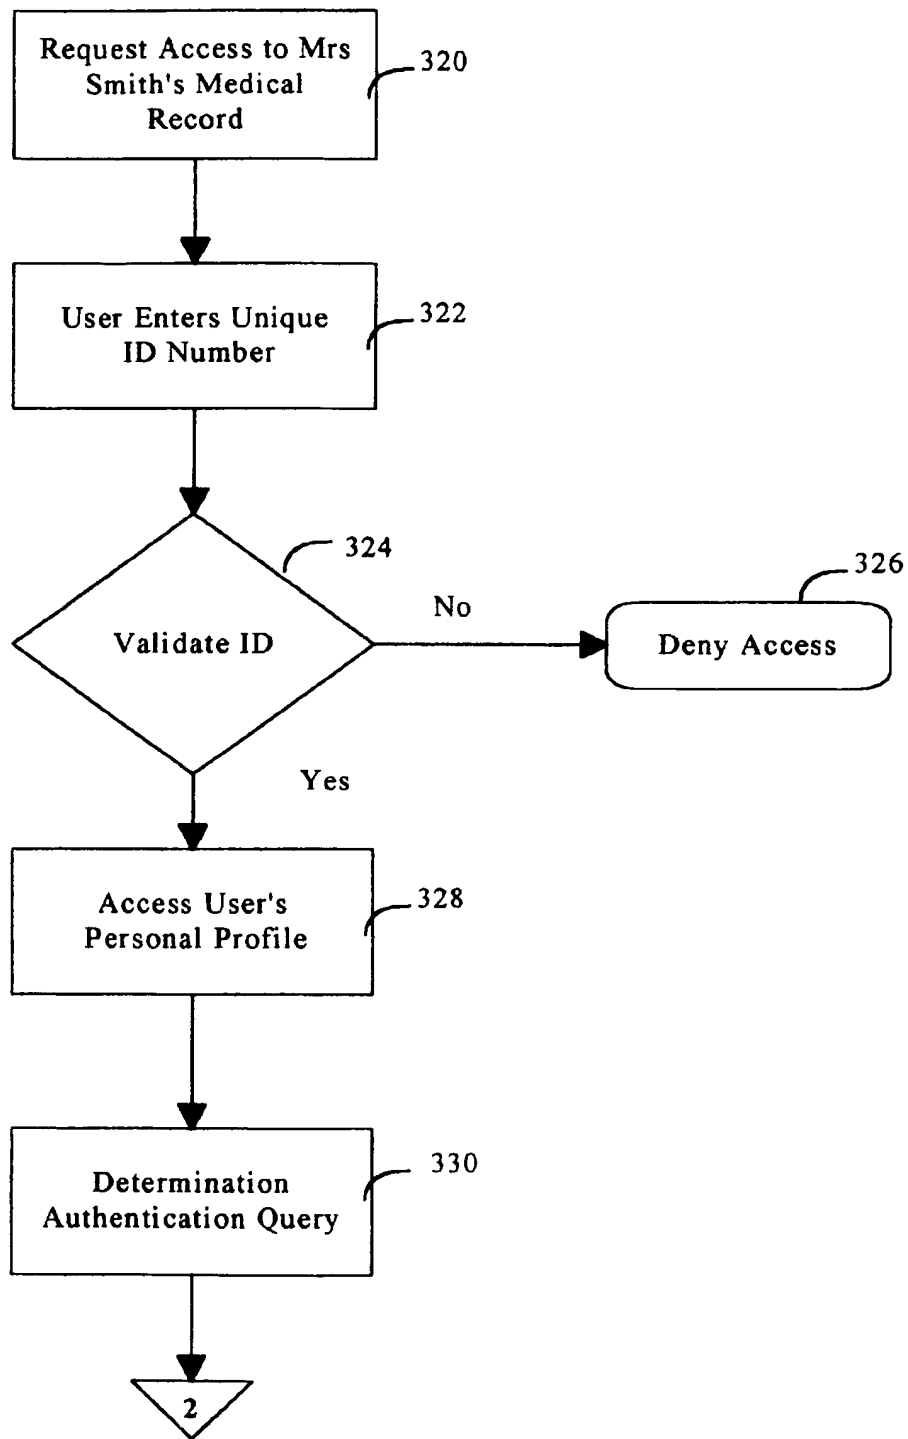 Request Access to Mrs
Smith's Medical
Record
320
User Enters Unique
ID Number
322
324
Validate ID
No
326
Deny Access
Yes
Access User's
Personal Profile
328
Determination
Authentication Query
330
2